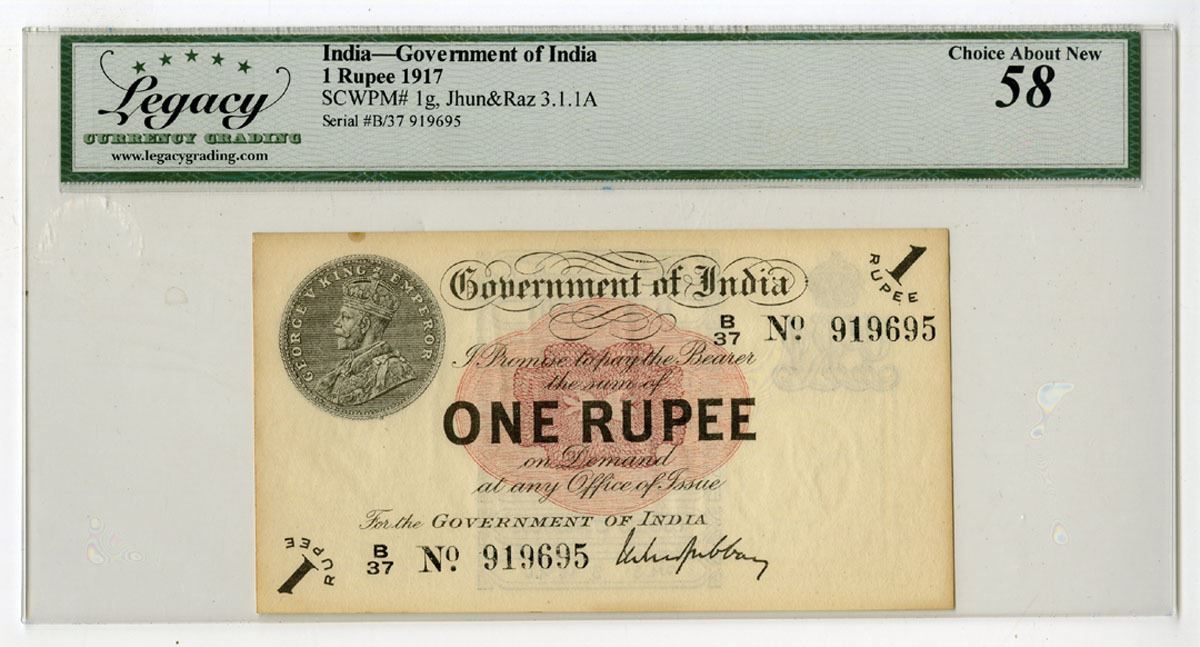 Legacy
CURRENCY GRADING
www.legacygrading.com
India—Government of India
1 Rupee 1917
SCWPM# 1g, Jhun&Raz 3.1.1A
Serial #B/37 919695
Choice About New
58
GEORGE V KING EMPEROR
Government of India
1
RUPEE
B
37 No 919695
I Promise to pay the Bearer
the sum of
ONE RUPEE
on Demand
at any Office of Issue
For the GOVERNMENT OF INDIA
1
RUPEE
B
37 No 919695